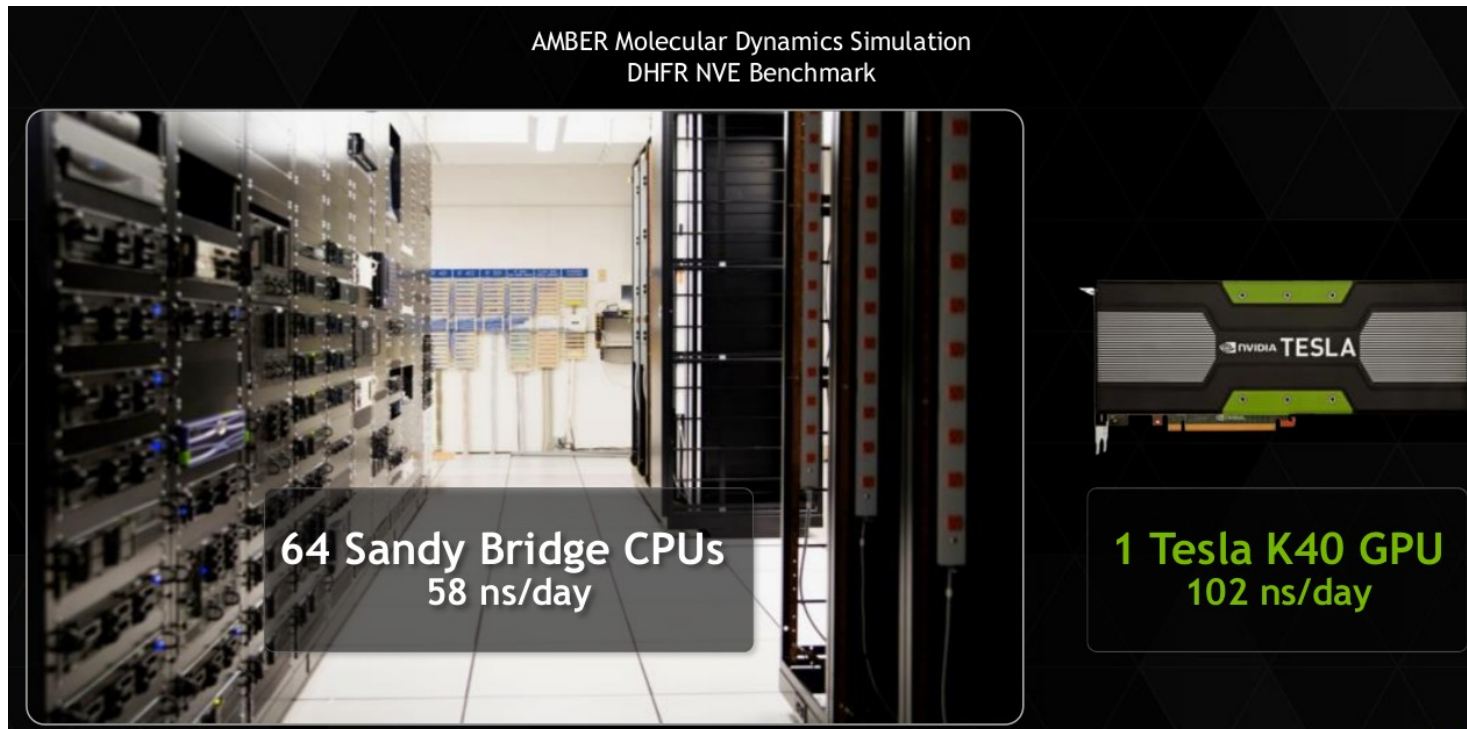 AMBER Molecular Dynamics Simulation
DHFR NVE Benchmark
NVIDIA TESLA
64 Sandy Bridge CPUs
58 ns/day
1 Tesla K40 GPU
102 ns/day